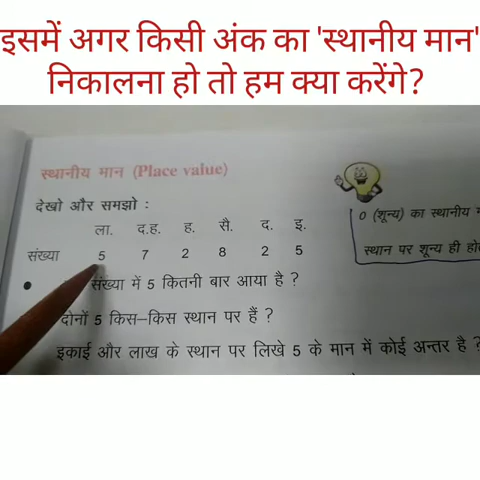 इसमें अगर किसी अंक का 'स्थानीय मान'
निकालना हो तो हम क्या करेंगे?
स्थानीय मान (Place value)
देखो और समझो :
ला. द.ह. ह. सै. द. इ.
संख्या 5 7 2 8 2 5
संख्या में 5 कितनी बार आया है ?
दोनों 5 किस–किस स्थान पर हैं ?
इकाई और लाख के स्थान पर लिखे 5 के मान में कोई अन्तर है ?
0 (शून्य) का स्थानीय
स्थान पर शून्य ही